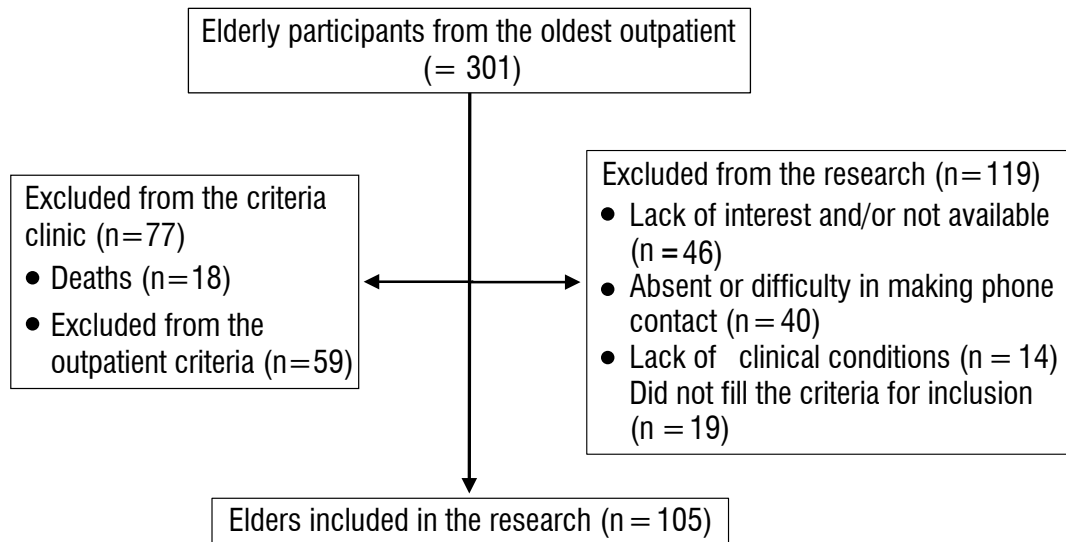 Elderly participants from the oldest outpatient
(= 301)
Excluded from the criteria
clinic (n=77)
• Deaths (n=18)
• Excluded from the
outpatient criteria (n=59)
Excluded from the research (n=119)
• Lack of interest and/or not available
(n =46)
• Absent or difficulty in making phone
contact (n = 40)
• Lack of clinical conditions (n = 14)
Did not fill the criteria for inclusion
(n = 19)
Elders included in the research (n = 105)